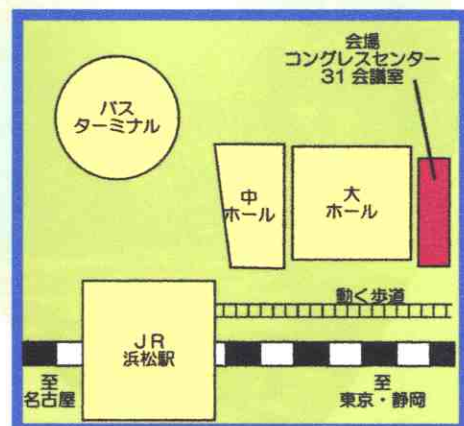 会場
コングレスセンター
31 会議室
バス
ターミナル
中
ホール
大
ホール
動く歩道
JR
浜松駅
至
名古屋
至
東京・静岡